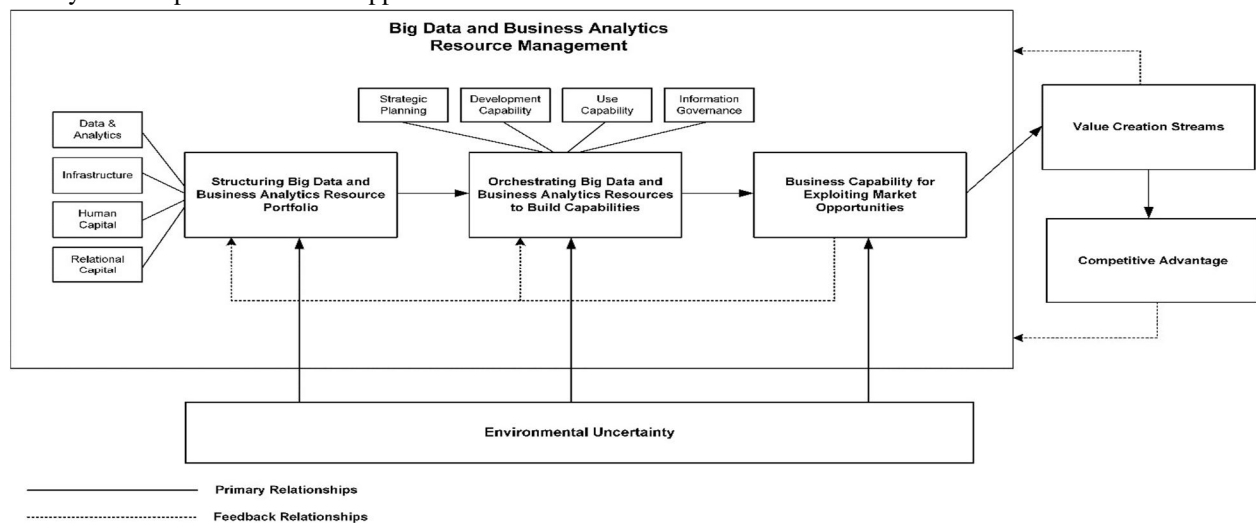 Big Data and Business Analytics
Resource Management
Strategic
Planning
Development
Capability
Use
Capability
Information
Governance
Data &
Analytics
Infrastructure
Human
Capital
Relational
Capital
Structuring Big Data and
Business Analytics Resource
Portfolio
Orchestrating Big Data and
Business Analytics Resources
to Build Capabilities
Business Capability for
Exploiting Market
Opportunities
Value Creation Streams
Competitive Advantage
Environmental Uncertainty
Primary Relationships
Feedback Relationships